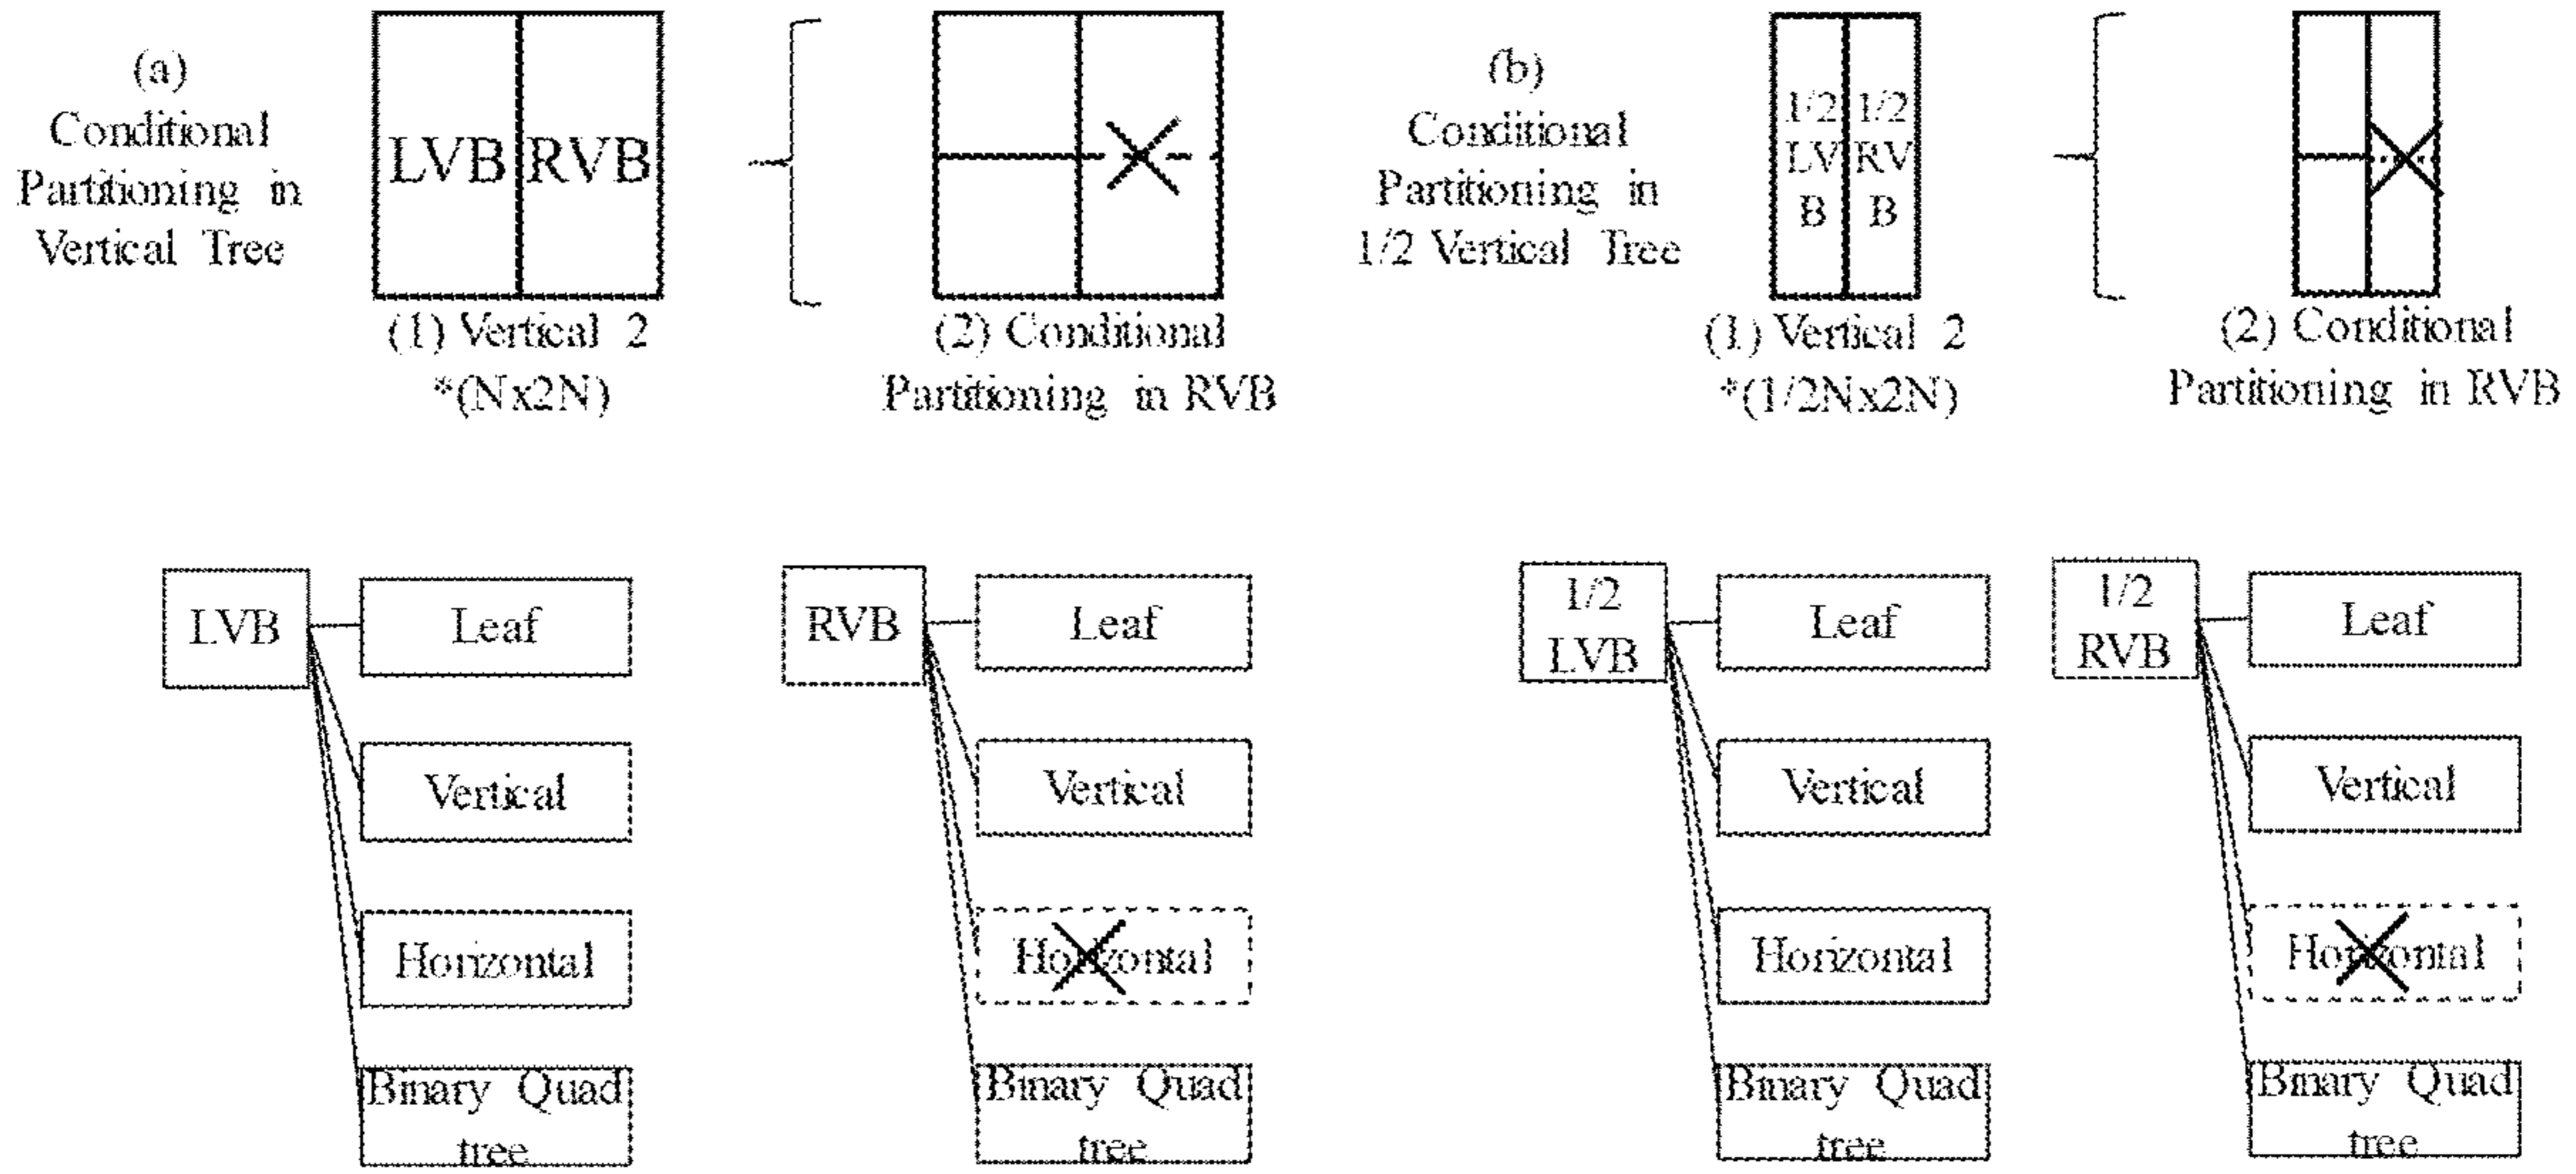 (a)
Conditional
Partitioning in
Vertical Tree
LVB RVB
(1) Vertical 2
*(Nx2N)
(2) Conditional
Partitioning in RVB
(b)
Conditional
Partitioning in
1/2 Vertical Tree
1/2 1/2
LV RV
B B
(1) Vertical 2
*(1/2Nx2N)
(2) Conditional
Partitioning in RVB
LVB
Leaf
Vertical
Horizontal
Binary Quad
tree
RVB
Leaf
Vertical
Horizontal
Binary Quad
tree
1/2
LVB
Leaf
Vertical
Horizontal
Binary Quad
tree
1/2
RVB
Leaf
Vertical
Horizontal
Binary Quad
tree